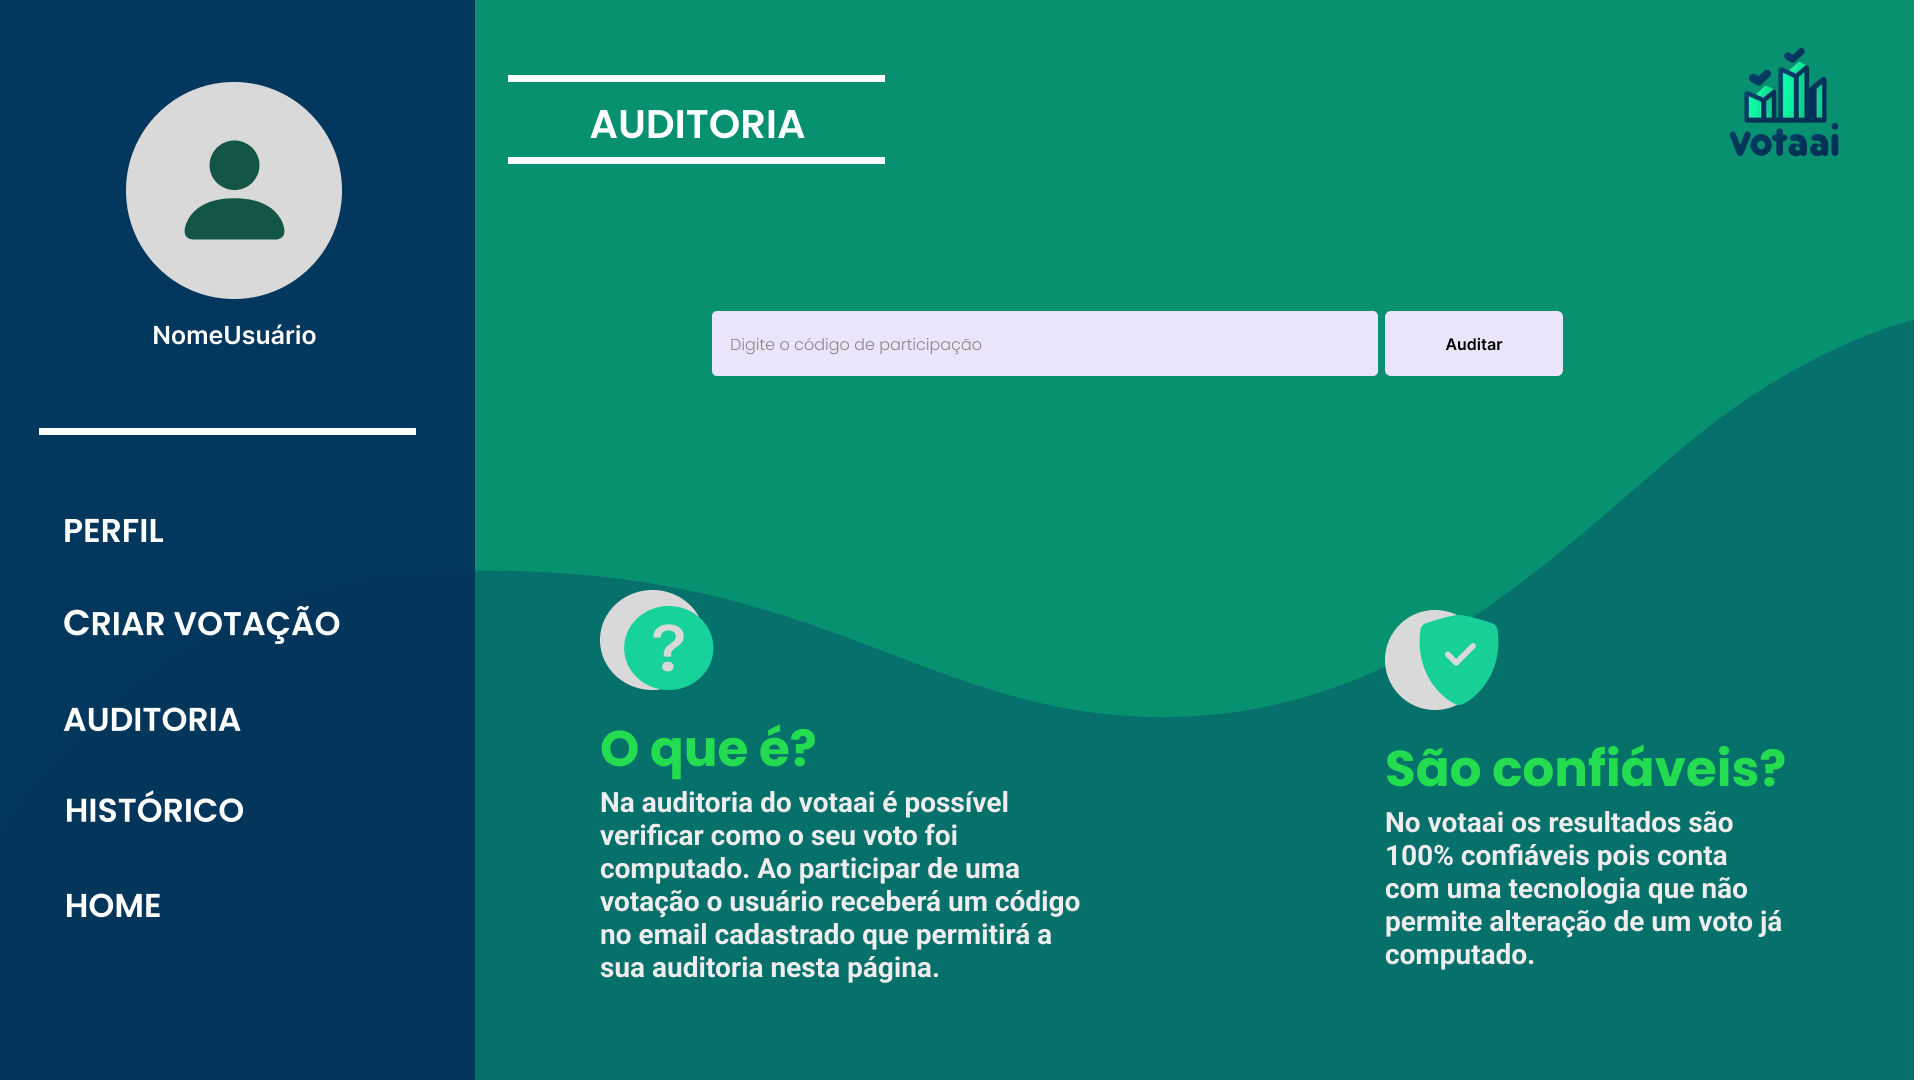 NomeUsuário
PERFIL
CRIAR VOTAÇÃO
AUDITORIA
HISTÓRICO
HOME
AUDITORIA
votaai
Digite o código de participação
Auditar
O que é?
Na auditoria do votaai é possível
verificar como o seu voto foi
computado. Ao participar de uma
votação o usuário receberá um código
no email cadastrado que permitirá a
sua auditoria nesta página.
São confiáveis?
No votaai os resultados são
100% confiáveis pois conta
com uma tecnologia que não
permite alteração de um voto já
computado.